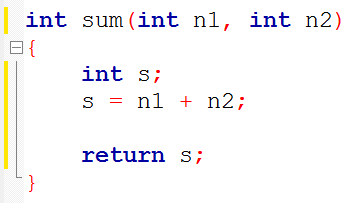 int sum(int n1, int n2)
{
int s;
s = n1 + n2;
return s;
}